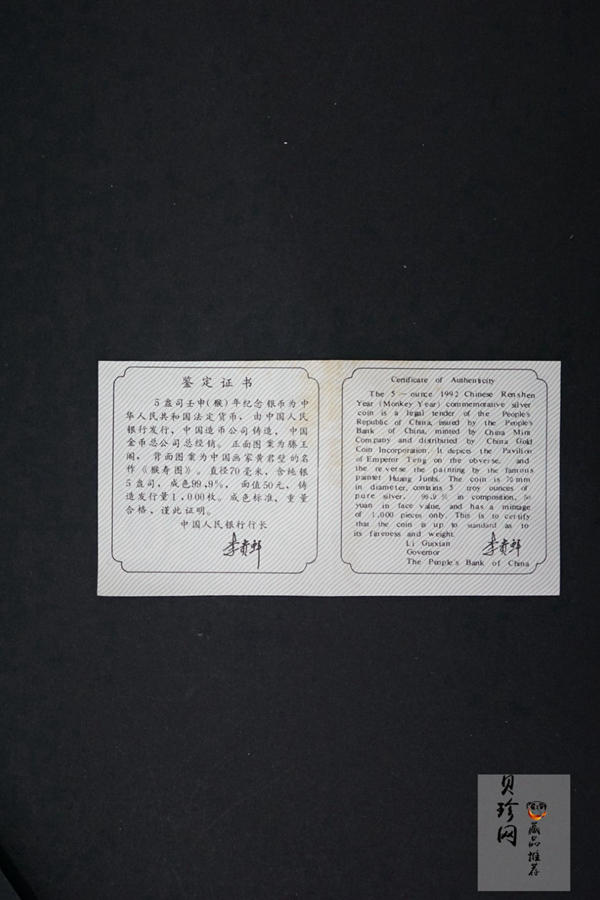 鉴定证书
5盎司壬申(猴)年纪念银币为中
华人民共和国法定货币，由中国人民
银行发行，中国造币公司铸造，中国
金币总公司总经销。正面图案为滕王
阁，背面图案为中国画家黄君璧的名
作《猴寿图》。直径70毫米，含纯银
5盎司，成色99.9%，面值50元，铸
造发行量1,000枚。成色标准，重量
合格，谨此证明。
中国人民银行行长
李贵鲜
Certificate of Authenticity
The 5-ounce 1992 Chinese Renshen
Year (Monkey Year) commemorative silver
coin is a legal tender of the People's
Republic of China, issued by the People's
Bank of China, minted by China Mint
Company and distributed by China Gold
Coin Incorporation. It depicts the Pavilion
of Emperor Teng on the obverse, and
the reverse the painting by the famous
painter Huang Junbi. The coin is 70mm
in diameter, contains 5 troy ounces of
pure silver, 99.9% in composition, 50
yuan in face value, and has a mintage
of 1,000 pieces only. This is to certify
that the coin is up to standard as to
its fineness and weight.
Li Guixian
Governor
李贵鲜
The People's Bank of China
贝珍网
藏品推荐